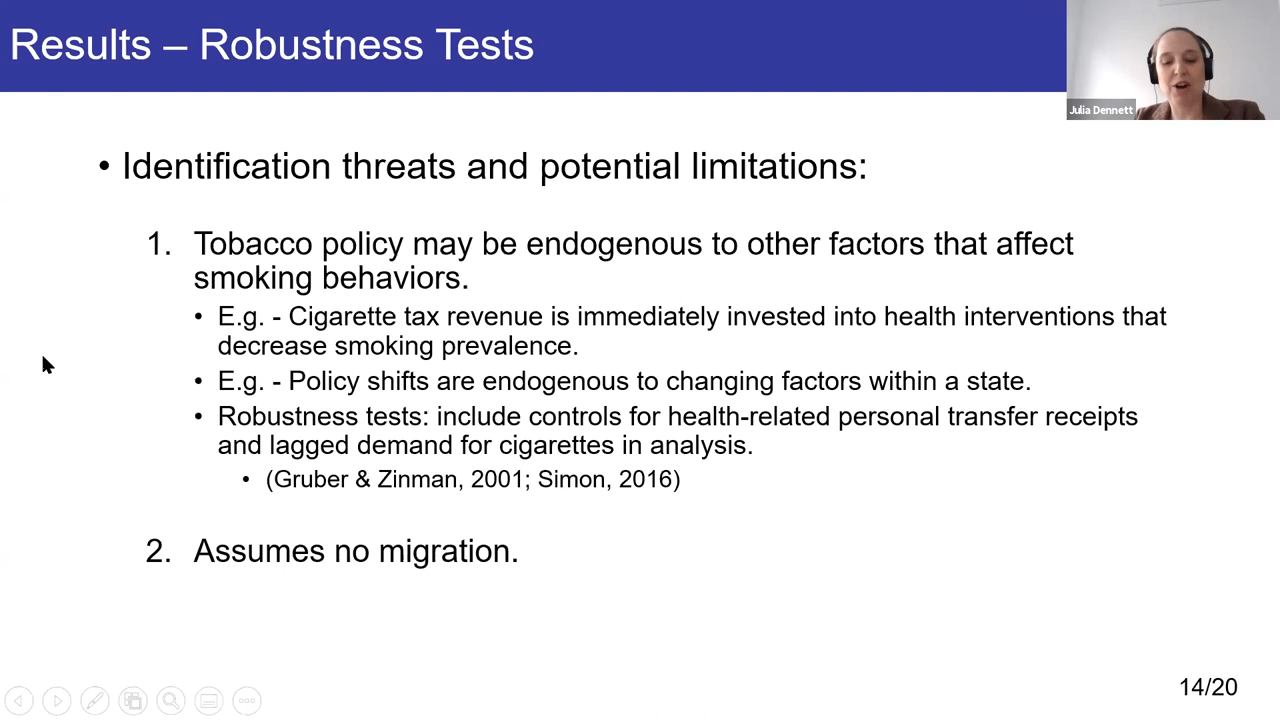 Results – Robustness Tests
Julia Dennett
• Identification threats and potential limitations:
1. Tobacco policy may be endogenous to other factors that affect
smoking behaviors.
• E.g. - Cigarette tax revenue is immediately invested into health interventions that
decrease smoking prevalence.
• E.g. - Policy shifts are endogenous to changing factors within a state.
• Robustness tests: include controls for health-related personal transfer receipts
and lagged demand for cigarettes in analysis.
• (Gruber & Zinman, 2001; Simon, 2016)
2. Assumes no migration.
14/20